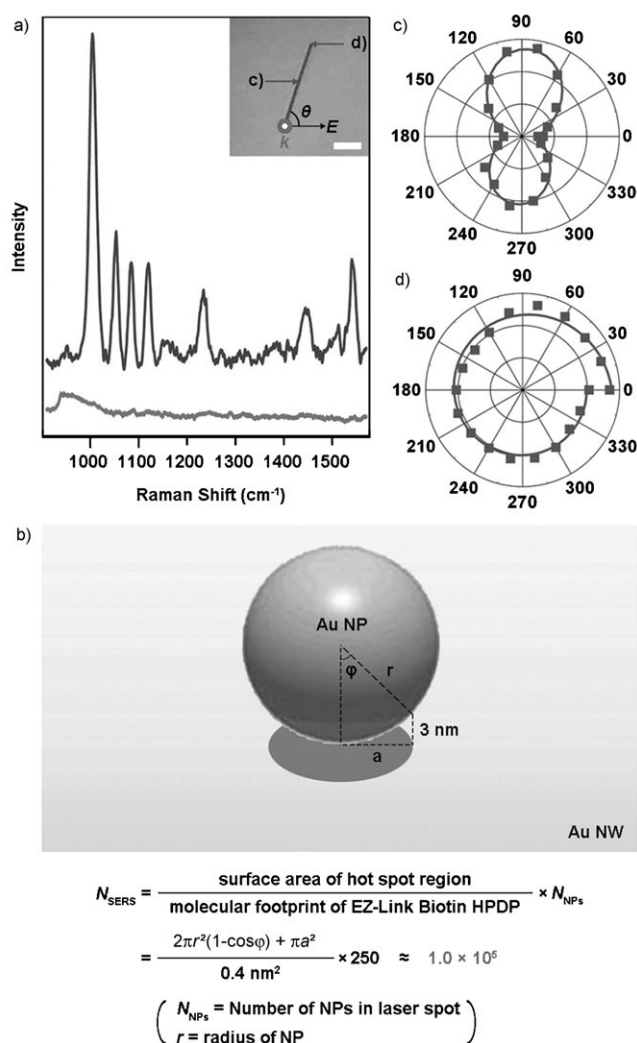 a)
Intensity
d)
c)
θ
E
k
1000 1100 1200 1300 1400 1500
Raman Shift (cm⁻¹)
c)
90
120 60
150 30
180 0
210 330
240 300
270
d)
90
120 60
150 30
180 0
210 330
240 300
270
b)
Au NP
φ r
3 nm
a
Au NW
N_SERS = surface area of hot spot region / molecular footprint of EZ-Link Biotin HPDP × N_NPs
= 2πr²(1-cosφ) + πa² / 0.4 nm² × 250 ≈ 1.0 × 10⁵
( N_NPs = Number of NPs in laser spot
r = radius of NP )